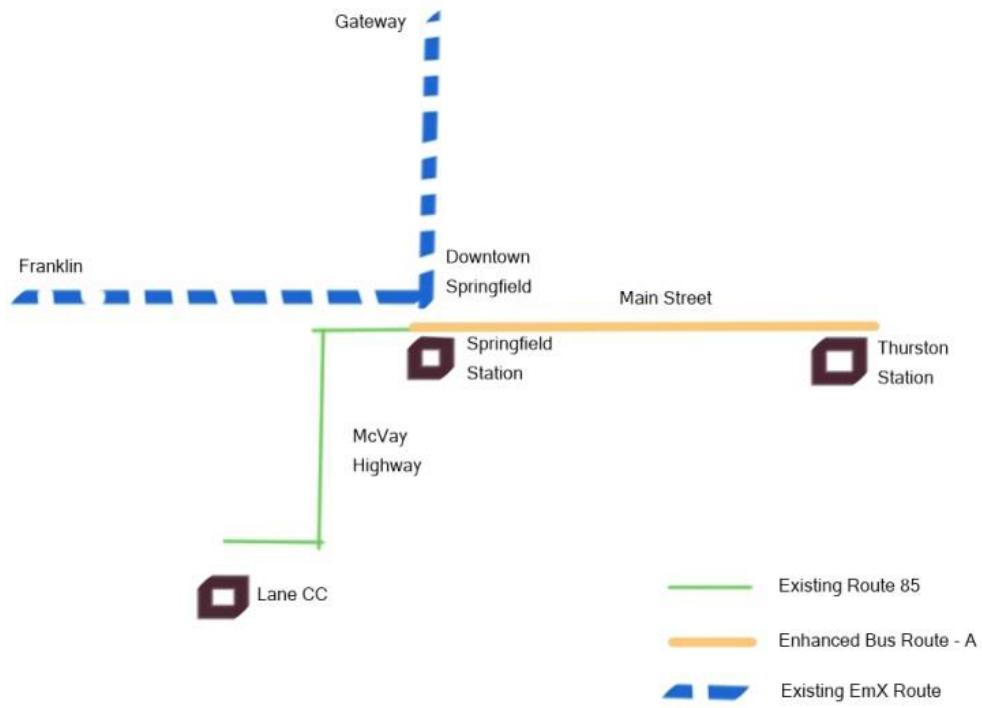 Gateway
Franklin
Downtown
Springfield
Main Street
Springfield
Station
Thurston
Station
McVay
Highway
Lane CC
Existing Route 85
Enhanced Bus Route - A
Existing EmX Route